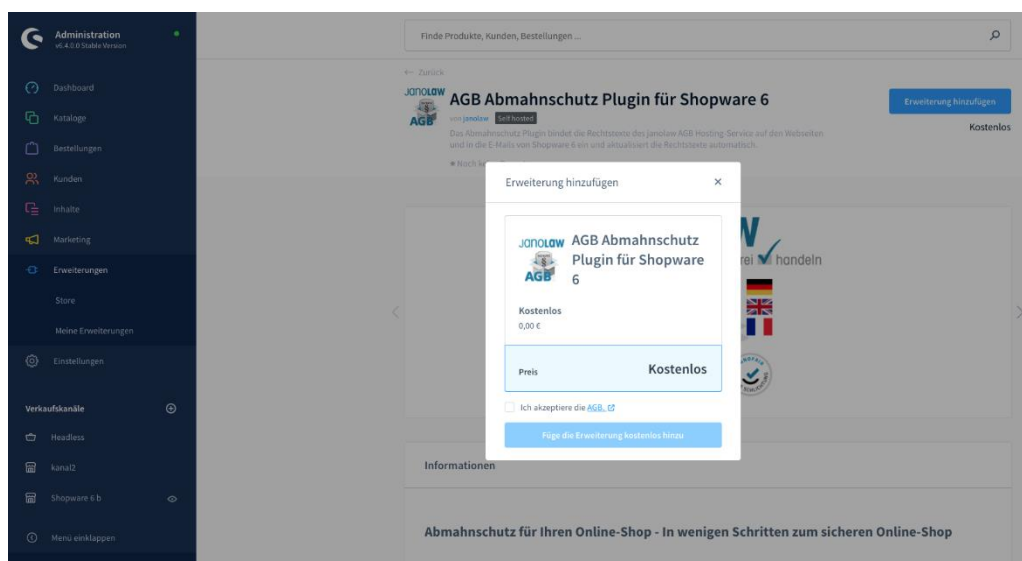 Administration
v6.4.0.0 Stable Version
Dashboard
Kataloge
Bestellungen
Kunden
Inhalte
Marketing
Erweiterungen
Store
Meine Erweiterungen
Einstellungen
Verkaufskanäle
Headless
kanal2
Shopware 6 b
Menü einklappen
Finde Produkte, Kunden, Bestellungen ...
← Zurück
JANOLAW
AGB
AGB Abmahnschutz Plugin für Shopware 6
von janolaw Self hosted
Das Abmahnschutz Plugin bindet die Rechtstexte des janolaw AGB Hosting-Service auf den Webseiten
und in die E-Mails von Shopware 6 ein und aktualisiert die Rechtstexte automatisch.
Noch
Erweiterung hinzufügen
Kostenlos
Erweiterung hinzufügen
JANOLAW
AGB
AGB Abmahnschutz
Plugin für Shopware
6
Kostenlos
0,00 €
Preis Kostenlos
Ich akzeptiere die AGB.
Füge die Erweiterung kostenlos hinzu
W
rei handeln
Informationen
Abmahnschutz für Ihren Online-Shop - In wenigen Schritten zum sicheren Online-Shop